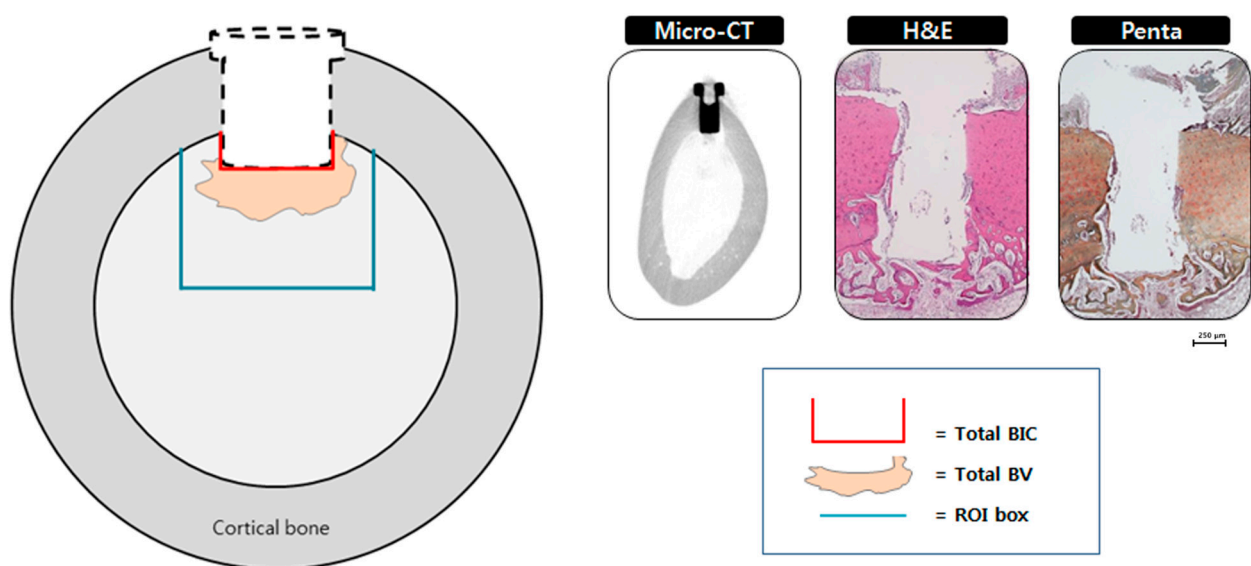 Micro-CT
H&E
Penta
250 μm
Cortical bone
= Total BIC
= Total BV
= ROI box